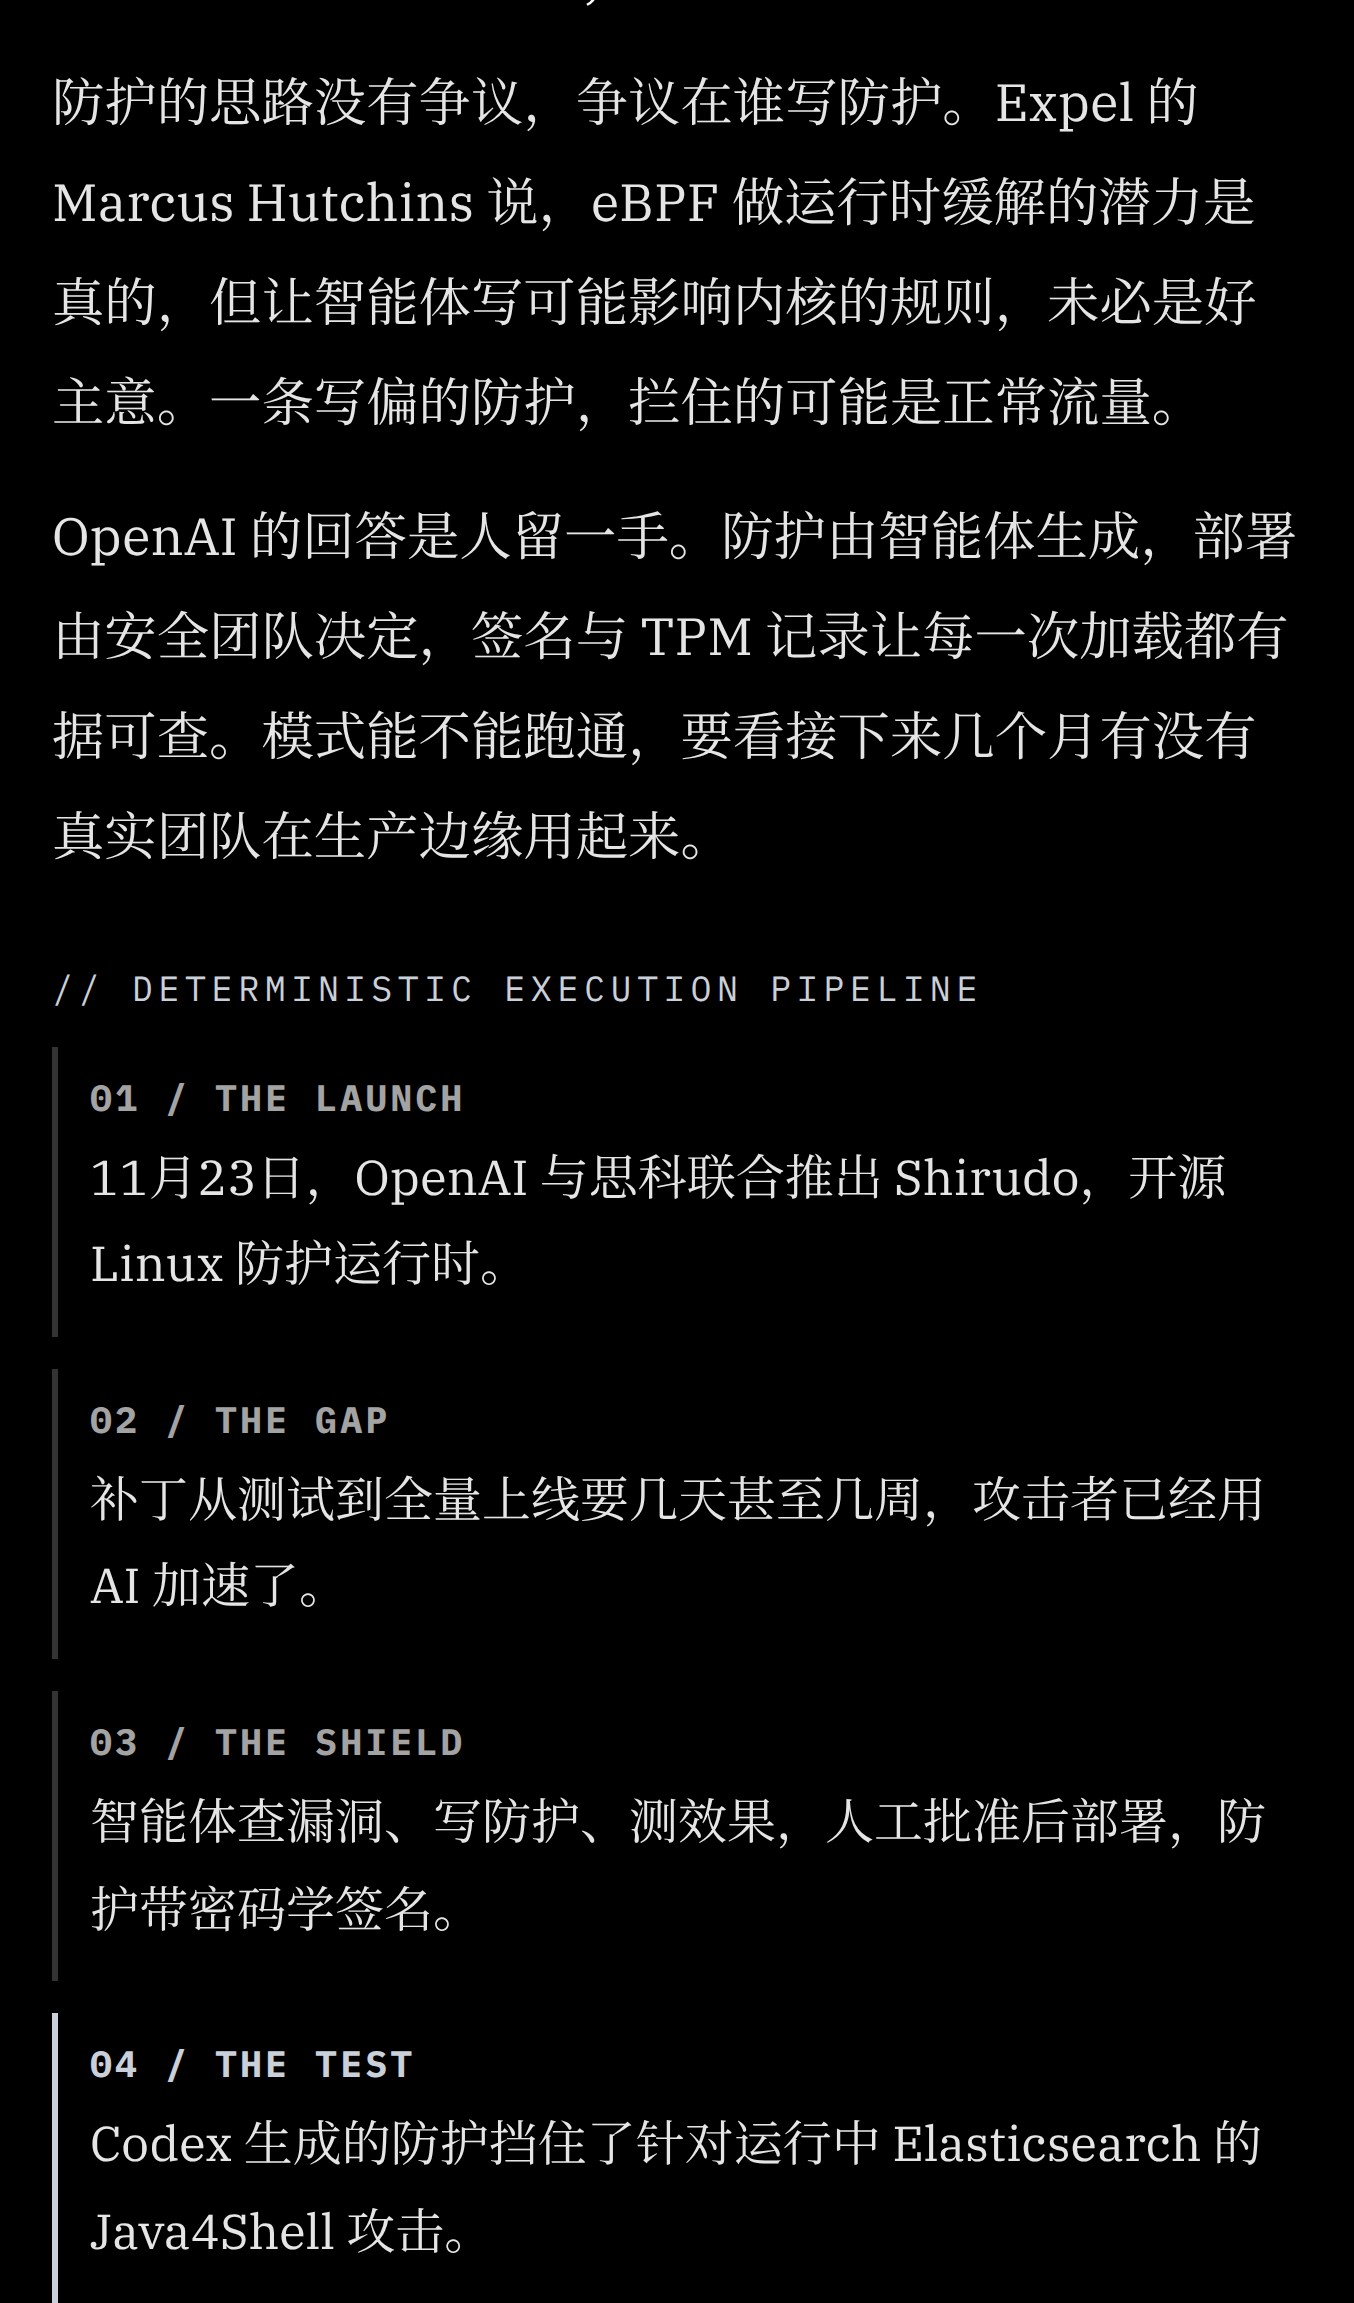 防护的思路没有争议，争议在谁写防护。Expel 的
Marcus Hutchins 说，eBPF 做运行时缓解的潜力是
真的，但让智能体写可能影响内核的规则，未必是好
主意。一条写偏的防护，拦住的可能是正常流量。
OpenAI 的回答是人留一手。防护由智能体生成，部署
由安全团队决定，签名与 TPM 记录让每一次加载都有
据可查。模式能不能跑通，要看接下来几个月有没有
真实团队在生产边缘用起来。
// DETERMINISTIC EXECUTION PIPELINE
01 / THE LAUNCH
11月23日，OpenAI 与思科联合推出 Shirudo，开源
Linux 防护运行时。
02 / THE GAP
补丁从测试到全量上线要几天甚至几周，攻击者已经用
AI 加速了。
03 / THE SHIELD
智能体查漏洞、写防护、测效果，人工批准后部署，防
护带密码学签名。
04 / THE TEST
Codex 生成的防护挡住了针对运行中 Elasticsearch 的
Java4Shell 攻击。